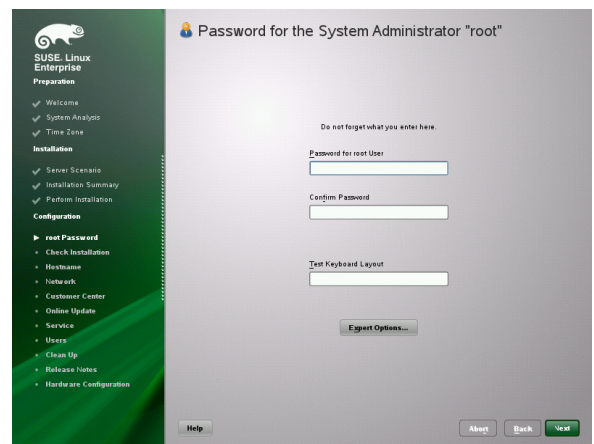 SUSE. Linux
Enterprise
Preparation
Welcome
System Analysis
Time Zone
Installation
Server Scenario
Installation Summary
Perform Installation
Configuration
root Password
Check Installation
Hostname
Network
Customer Center
Online Update
Service
Users
Clean Up
Release Notes
Hardware Configuration
Password for the System Administrator "root"
Do not forget what you enter here.
Password for root User
Confirm Password
Test Keyboard Layout
Expert Options...
Help
Abort
Back
Next